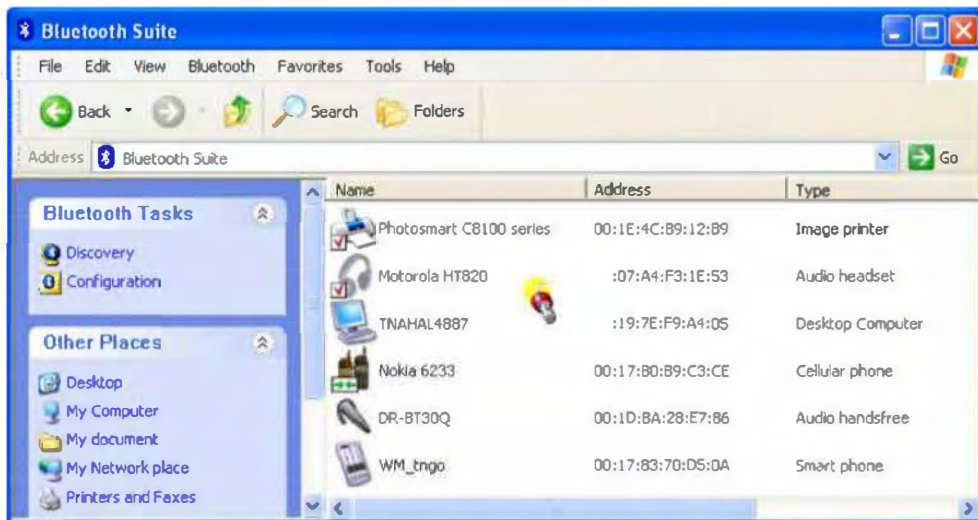 Bluetooth Suite
File Edit View Bluetooth Favorites Tools Help
Back Search Folders
Address Bluetooth Suite Go
Name Address Type
Bluetooth Tasks
Discovery
Configuration
Other Places
Desktop
My Computer
My document
My Network place
Printers and Faxes
Photosmart C8100 series 00:1E:4C:B9:12:B9 Image printer
Motorola HT820 :07:A4:F3:1E:53 Audio headset
TNAHAL4887 :19:7E:F9:A4:05 Desktop Computer
Nokia 6233 00:17:B0:B9:C3:CE Cellular phone
DR-BT30Q 00:1D:BA:28:E7:86 Audio handsfree
WM_tngo 00:17:83:70:D5:0A Smart phone